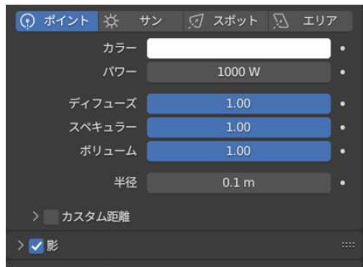 ポイント サン スポット エリア
カラー
パワー 1000 W
ディフューズ 1.00
スペキュラー 1.00
ボリューム 1.00
半径 0.1 m
カスタム距離
影